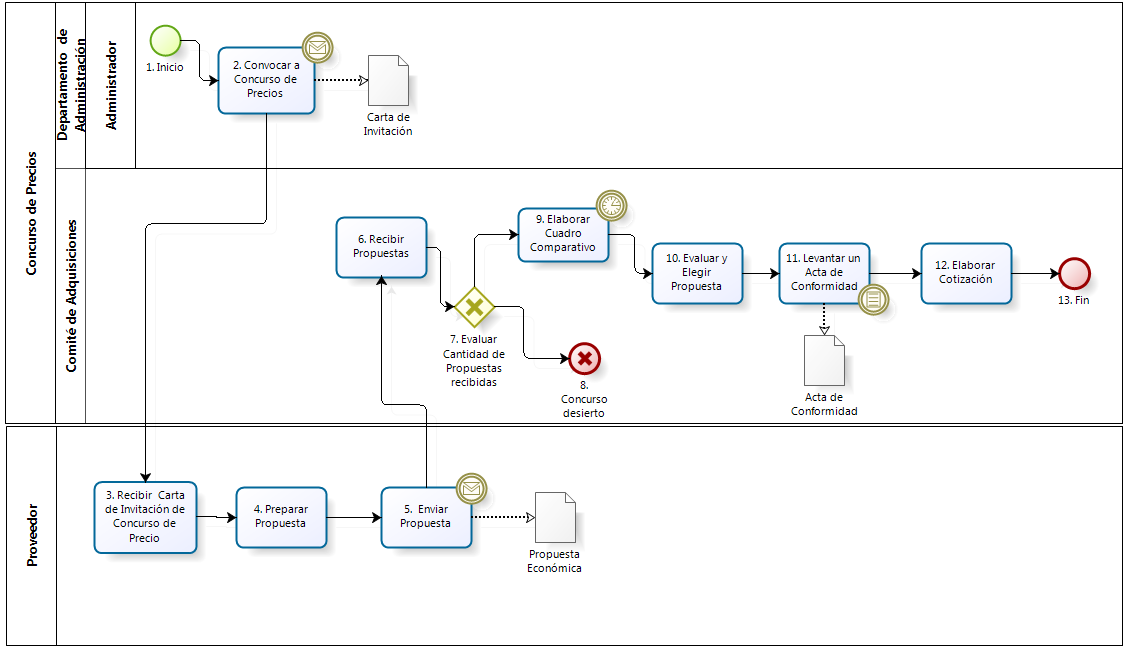 Concurso de Precios
Departamento de
Administración
Administrador
1. Inicio
2. Convocar a
Concurso de
Precios
Carta de
Invitación
Comité de Adquisiciones
6. Recibir
Propuestas
7. Evaluar
Cantidad de
Propuestas
recibidas
8.
Concurso
desierto
9. Elaborar
Cuadro
Comparativo
10. Evaluar y
Elegir
Propuesta
11. Levantar un
Acta de
Conformidad
Acta de
Conformidad
12. Elaborar
Cotización
13. Fin
Proveedor
3. Recibir Carta
de Invitación de
Concurso de
Precio
4. Preparar
Propuesta
5. Enviar
Propuesta
Propuesta
Económica